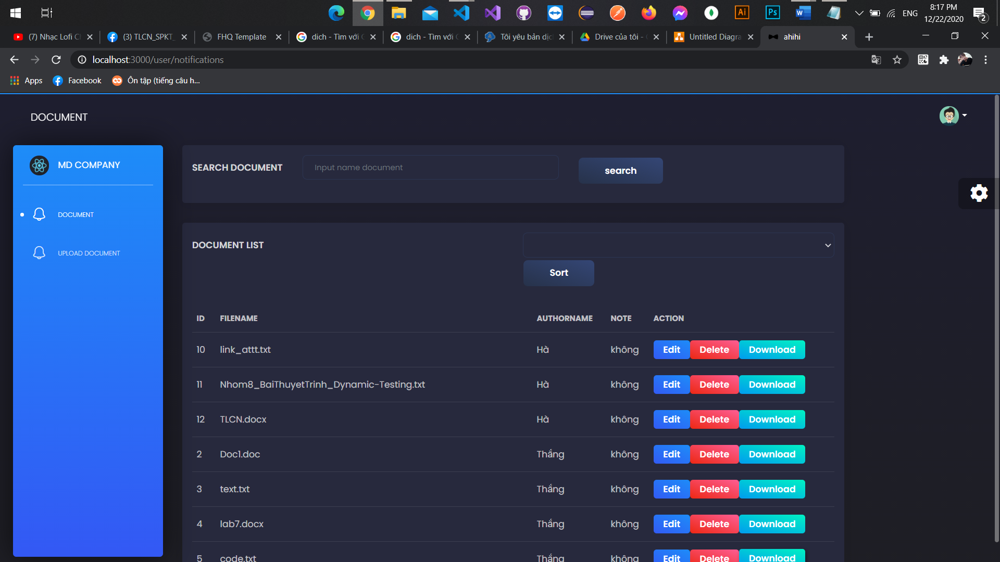 ENG
8:17 PM
12/22/2020
2
Ai
Ps
(7) Nhạc Lofi C
(3) TLCN_SPKT_
FHQ Template
dich - Tìm với
dich - Tìm với
Tôi yêu bản dịc
Drive của tôi -
Untitled Diagra
ahihi
localhost:3000/user/notifications
Apps
Facebook
Ôn tập (tiếng câu h...
DOCUMENT
MD COMPANY
DOCUMENT
UPLOAD DOCUMENT
SEARCH DOCUMENT
Input name document
search
DOCUMENT LIST
Sort
ID FILENAME AUTHORNAME NOTE ACTION
10 link_attt.txt Hà không Edit Delete Download
11 Nhom8_BaiThuyetTrinh_Dynamic-Testing.txt Hà không Edit Delete Download
12 TLCN.docx Hà không Edit Delete Download
2 Doc1.doc Thắng không Edit Delete Download
3 text.txt Thắng không Edit Delete Download
4 lab7.docx Thắng không Edit Delete Download
5 code.txt Thắng không Edit Delete Download